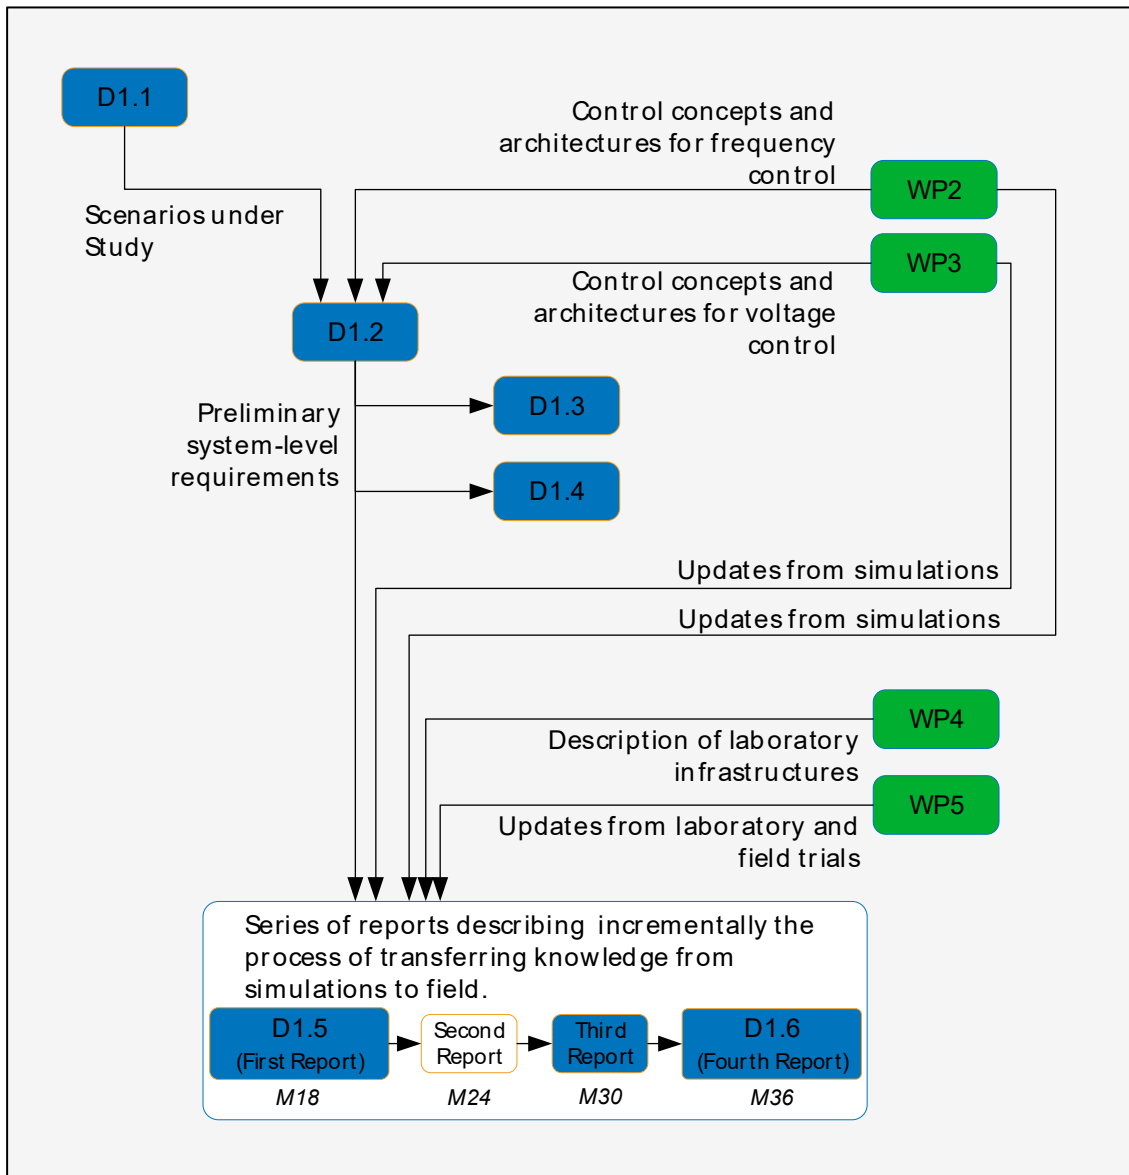 D1.1
Control concepts and
architectures for frequency
control
WP2
Scenarios under
Study
WP3
Control concepts and
architectures for voltage
control
D1.2
Preliminary
system-level
requirements
D1.3
D1.4
Updates from simulations
Updates from simulations
WP4
Description of laboratory
infrastructures
WP5
Updates from laboratory and
field trials
Series of reports describing incrementally the
process of transferring knowledge from
simulations to field.
D1.5
(First Report)
Second
Report
Third
Report
D1.6
(Fourth Report)
M18
M24
M30
M36